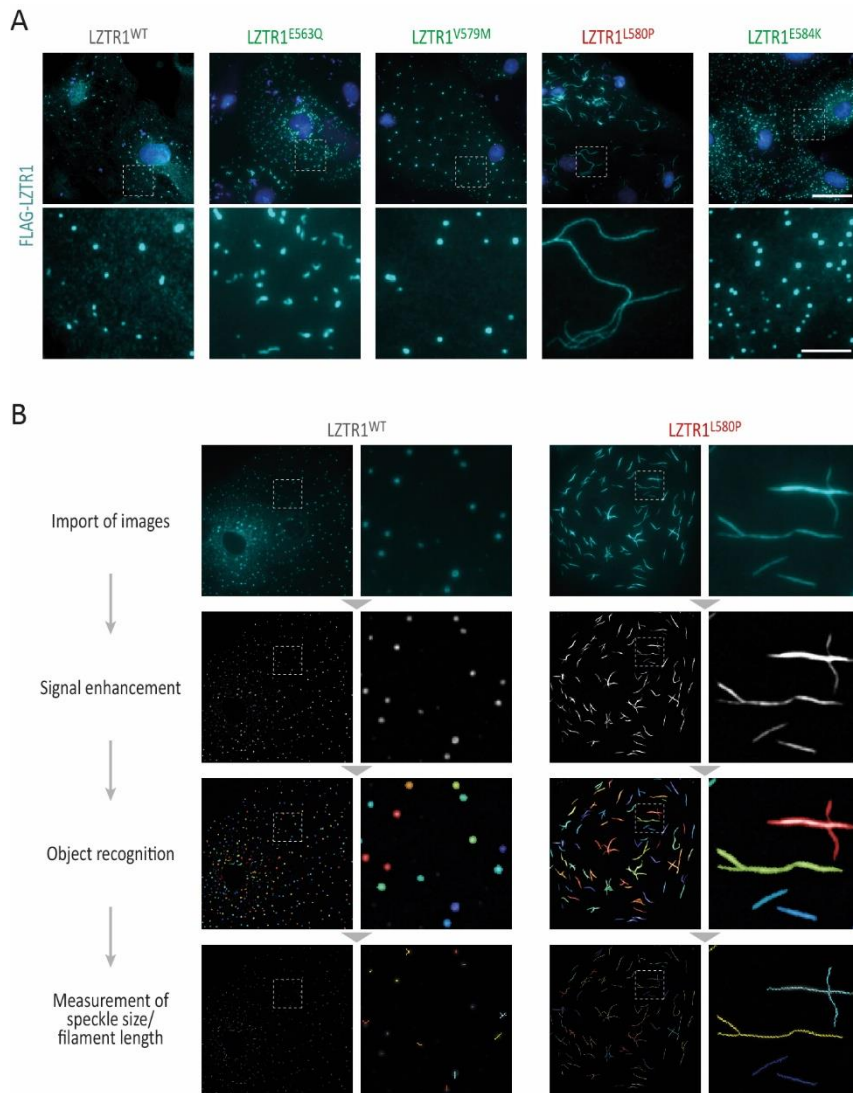 A
LZTR1WT LZTR1E563Q LZTR1V579M LZTR1L580P LZTR1E584K
FLAG-LZTR1
B
LZTR1WT LZTR1L580P
Import of images
Signal enhancement
Object recognition
Measurement of
speckle size/
filament length